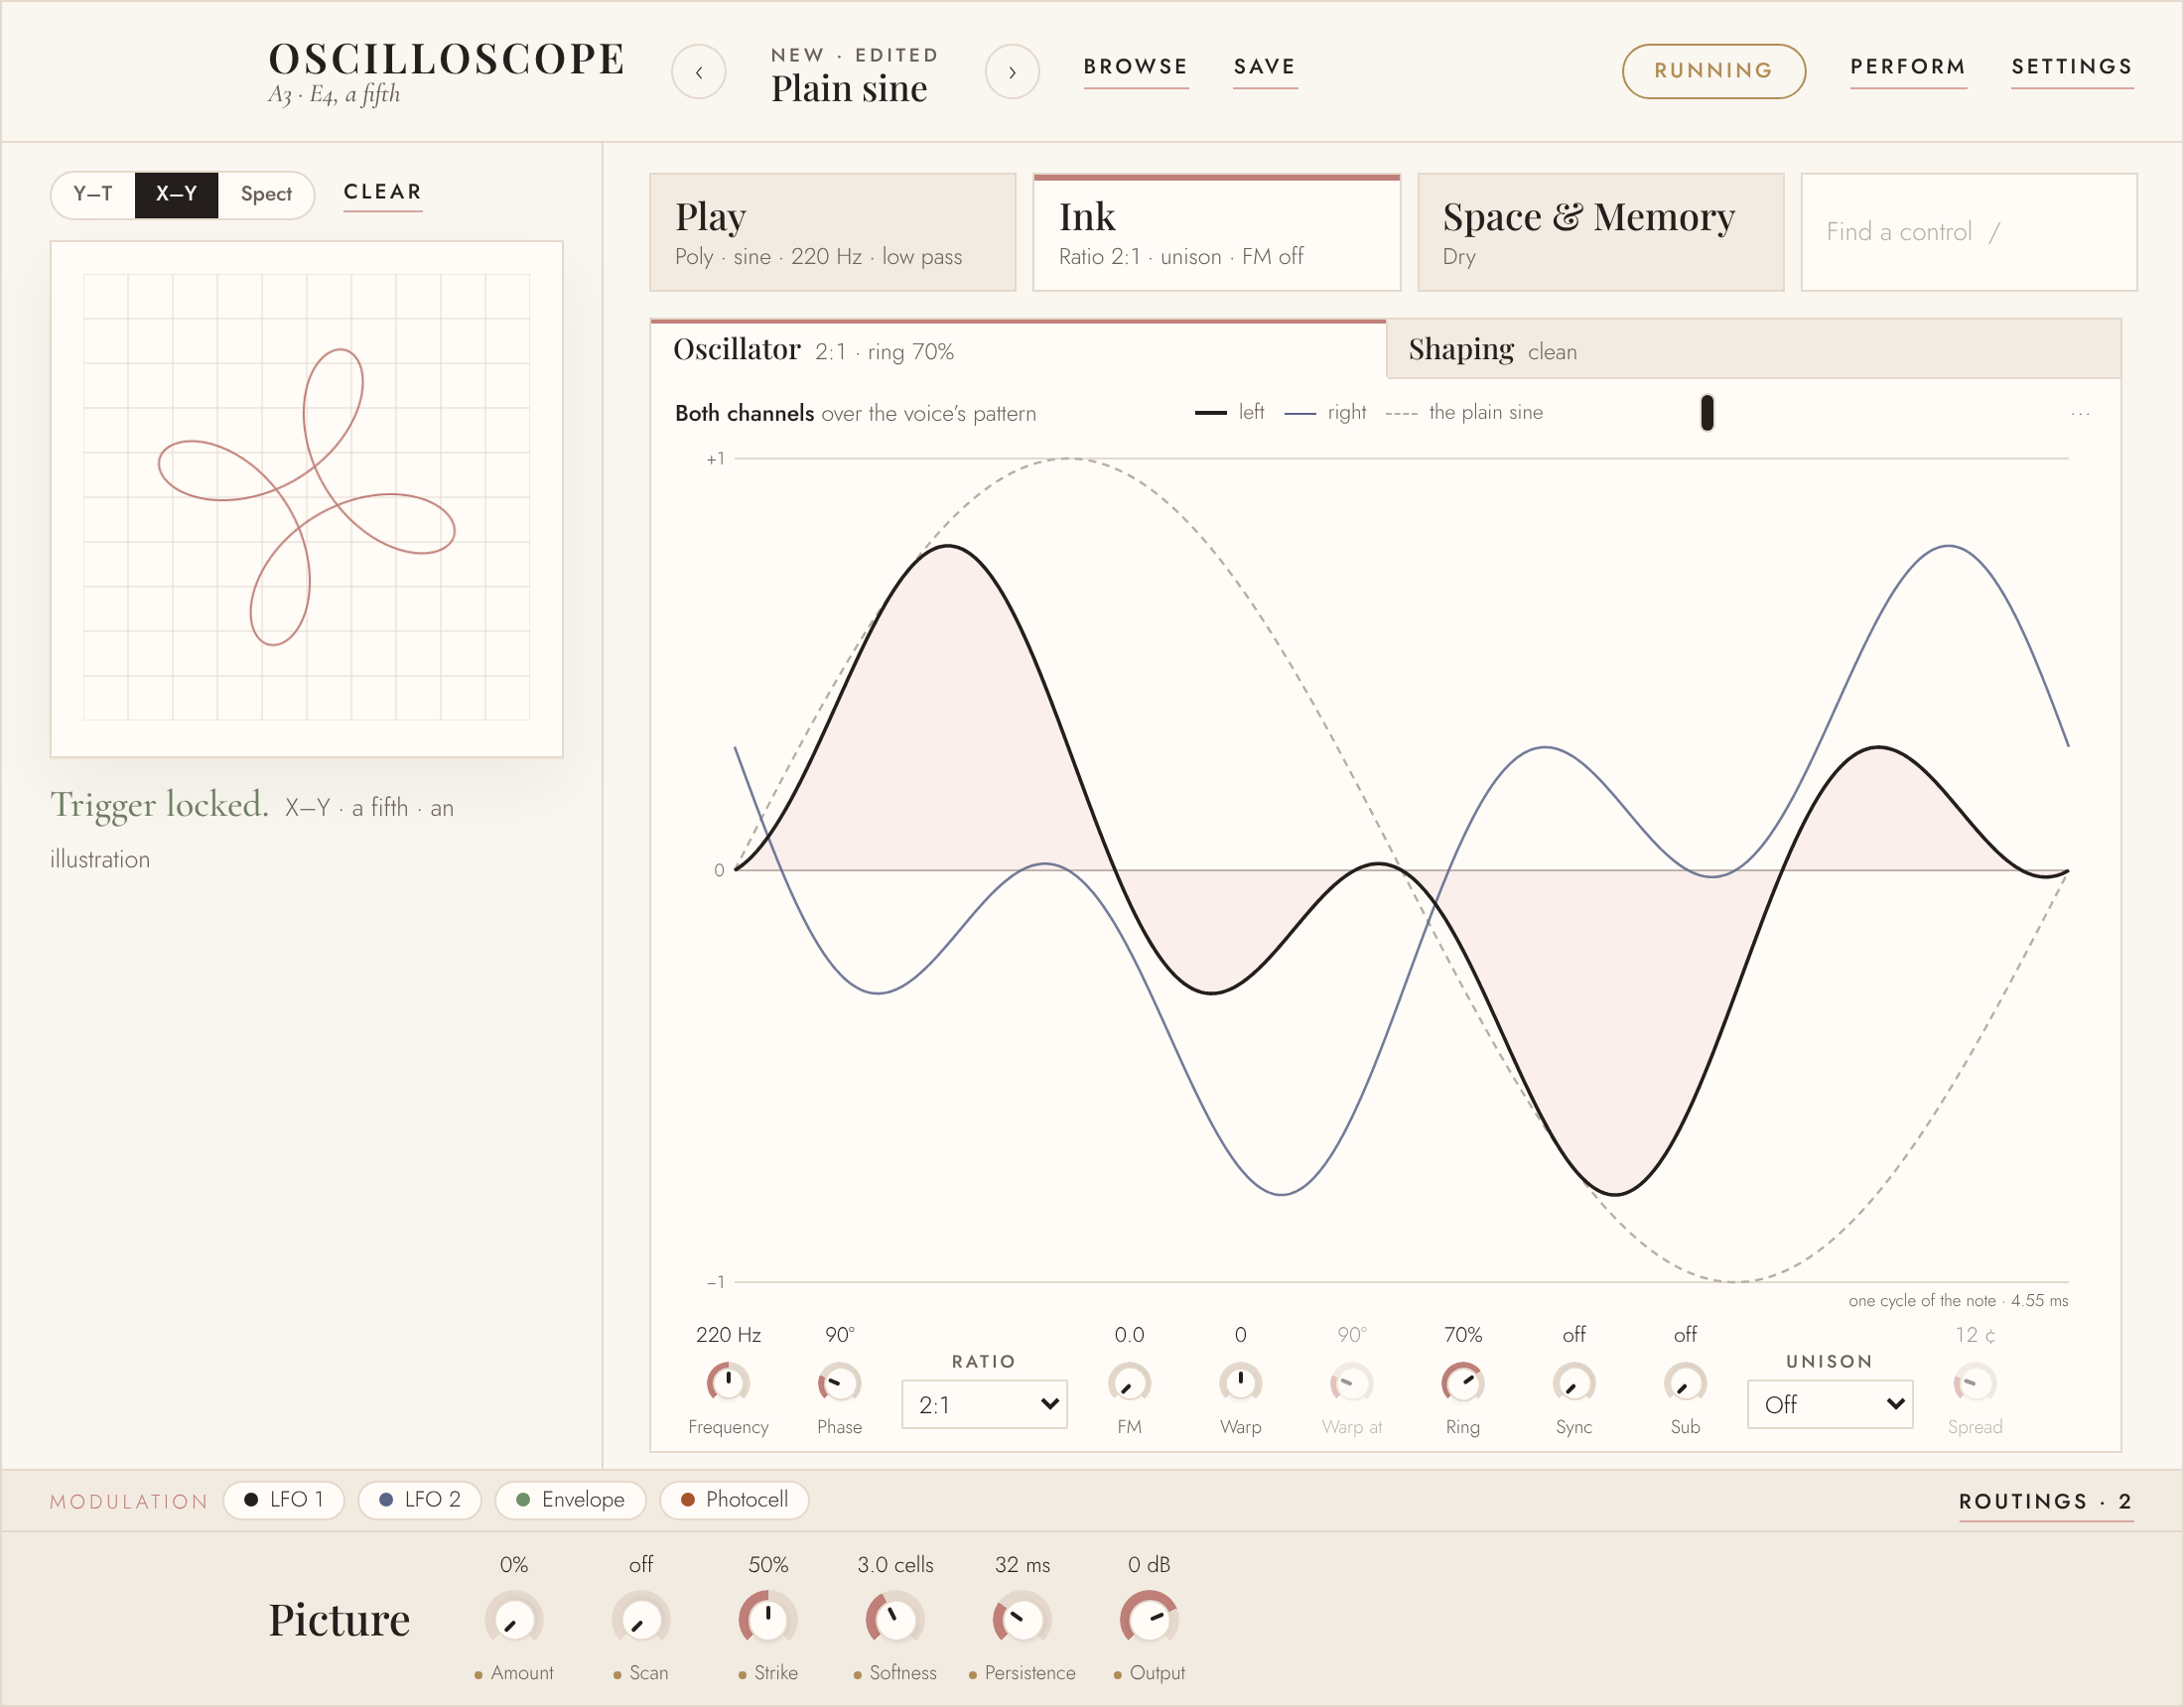 OSCILLOSCOPE
A3 · E4, a fifth
‹
NEW · EDITED
Plain sine
›
BROWSE
SAVE
RUNNING
PERFORM
SETTINGS
Y–T
X–Y
Spect
CLEAR
Trigger locked. X–Y · a fifth · an
illustration
Play
Poly · sine · 220 Hz · low pass
Ink
Ratio 2:1 · unison · FM off
Space & Memory
Dry
Find a control /
Oscillator 2:1 · ring 70%
Shaping clean
Both channels over the voice’s pattern
left
right
the plain sine
...
+1
0
−1
one cycle of the note · 4.55 ms
220 Hz
Frequency
90°
Phase
RATIO
2:1
0.0
FM
0
Warp
90°
Warp at
70%
Ring
off
Sync
off
Sub
UNISON
Off
12 ¢
Spread
MODULATION
LFO 1
LFO 2
Envelope
Photocell
ROUTINGS · 2
Picture
0%
Amount
off
Scan
50%
Strike
3.0 cells
Softness
32 ms
Persistence
0 dB
Output